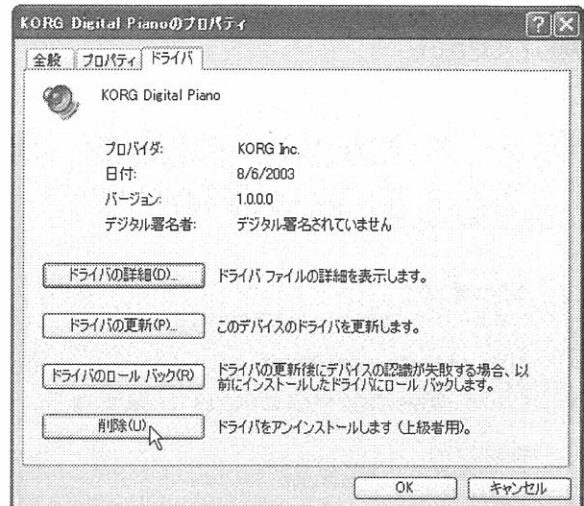 KORG Digital Pianoのプロパティ
全般 プロパティ ドライバ
KORG Digital Piano
プロバイダ: KORG Inc.
日付: 8/6/2003
バージョン: 1.0.0.0
デジタル署名者: デジタル署名されていません
ドライバの詳細(D)... ドライバ ファイルの詳細を表示します。
ドライバの更新(P)... このデバイスのドライバを更新します。
ドライバのロール バック(R) ドライバの更新後にデバイスの認識が失敗する場合、以
前にインストールしたドライバにロール バックします。
削除(U) ドライバをアンインストールします (上級者用)。
OK キャンセル